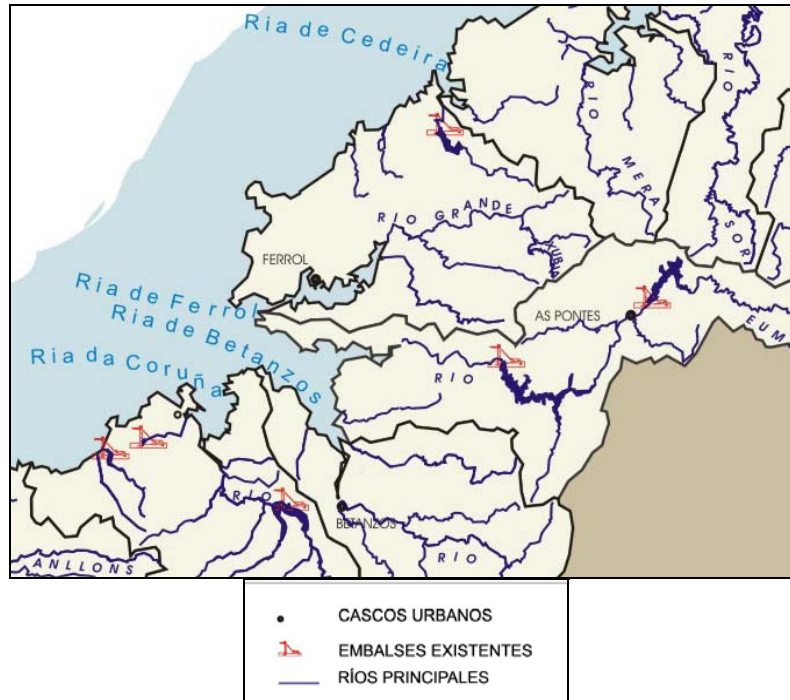 Ria de Cedeira
RIO
RIO MERA
SOR
RIO GRANDE
XUBIA
FERROL
Ria de Ferrol
Ria de Betanzos
Ria da Coruña
AS PONTES
EUM
RIO
RIO
BETANZOS
RIO
ANLLONS
CASCOS URBANOS
EMBALSES EXISTENTES
RÍOS PRINCIPALES